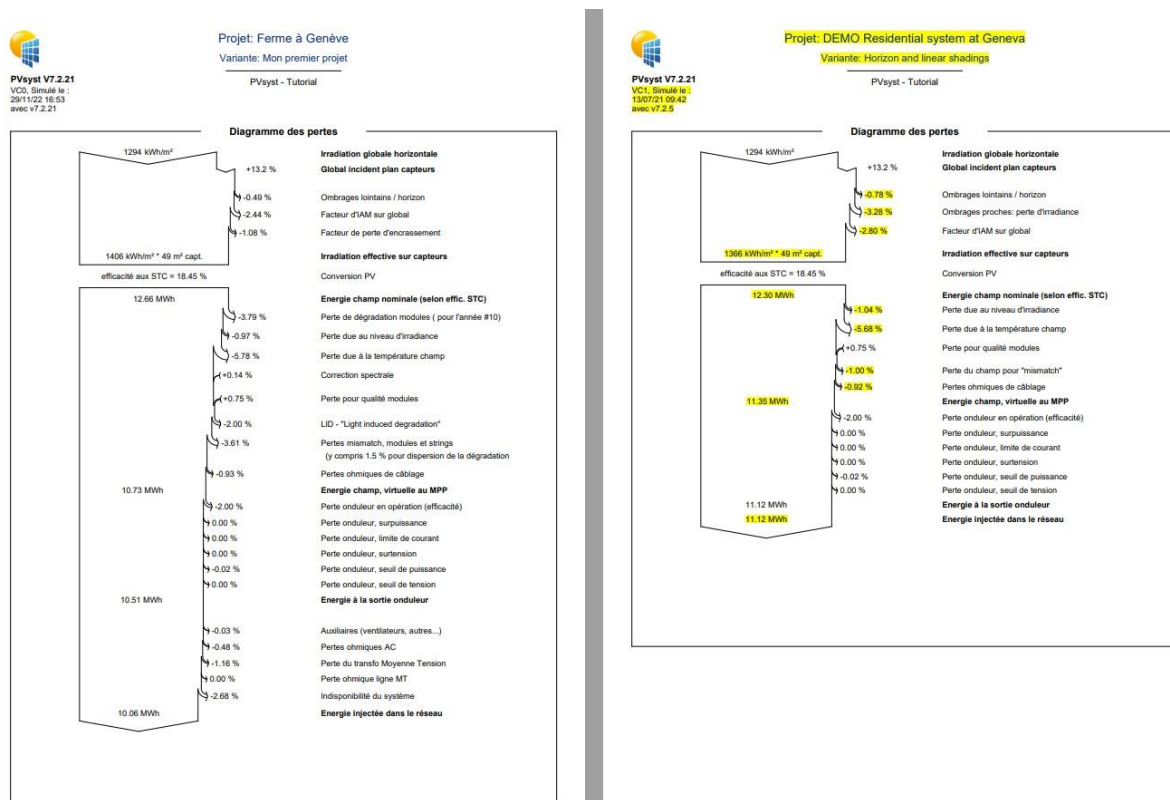 Projet: Ferme à Genève
Variante: Mon premier projet
PVsyst - Tutorial
PVsyst V7.2.21
VC0, Simulé le :
29/11/22 16:53
avec v7.2.21
Diagramme des pertes
1294 kWh/m² Irradiation globale horizontale
+13.2 % Global incident plan capteurs
-0.49 % Ombrages lointains / horizon
-2.44 % Facteur d'IAM sur global
-1.08 % Facteur de perte d'encrassement
1406 kWh/m² * 49 m² capt. Irradiation effective sur capteurs
efficacité aux STC = 18.45 % Conversion PV
12.66 MWh Energie champ nominale (selon effic. STC)
-3.79 % Perte de dégradation modules ( pour l'année #10)
-0.97 % Perte due au niveau d'irradiance
-5.78 % Perte due à la température champ
+0.14 % Correction spectrale
+0.75 % Perte pour qualité modules
-2.00 % LID - "Light induced degradation"
-3.61 % Pertes mismatch, modules et strings
(y compris 1.5 % pour dispersion de la dégradation
-0.93 % Pertes ohmiques de câblage
10.73 MWh Energie champ, virtuelle au MPP
-2.00 % Perte onduleur en opération (efficacité)
0.00 % Perte onduleur, surpuissance
0.00 % Perte onduleur, limite de courant
0.00 % Perte onduleur, surtension
-0.02 % Perte onduleur, seuil de puissance
0.00 % Perte onduleur, seuil de tension
10.51 MWh Energie à la sortie onduleur
-0.03 % Auxiliaires (ventilateurs, autres...)
-0.48 % Pertes ohmiques AC
-1.16 % Perte du transfo Moyenne Tension
0.00 % Perte ohmique ligne MT
-2.68 % Indisponibilité du système
10.06 MWh Energie injectée dans le réseau
Projet: DEMO Residential system at Geneva
Variante: Horizon and linear shadings
PVsyst - Tutorial
PVsyst V7.2.21
VC1, Simulé le :
13/07/21 09:42
avec v7.2.5
Diagramme des pertes
1294 kWh/m² Irradiation globale horizontale
+13.2 % Global incident plan capteurs
-0.78 % Ombrages lointains / horizon
-3.28 % Ombrages proches: perte d'irradiance
-2.80 % Facteur d'IAM sur global
1366 kWh/m² * 49 m² capt. Irradiation effective sur capteurs
efficacité aux STC = 18.45 % Conversion PV
12.30 MWh Energie champ nominale (selon effic. STC)
-1.04 % Perte due au niveau d'irradiance
-5.68 % Perte due à la température champ
+0.75 % Perte pour qualité modules
-1.00 % Perte du champ pour "mismatch"
-0.92 % Pertes ohmiques de câblage
11.35 MWh Energie champ, virtuelle au MPP
-2.00 % Perte onduleur en opération (efficacité)
0.00 % Perte onduleur, surpuissance
0.00 % Perte onduleur, limite de courant
0.00 % Perte onduleur, surtension
-0.02 % Perte onduleur, seuil de puissance
0.00 % Perte onduleur, seuil de tension
11.12 MWh Energie à la sortie onduleur
11.12 MWh Energie injectée dans le réseau